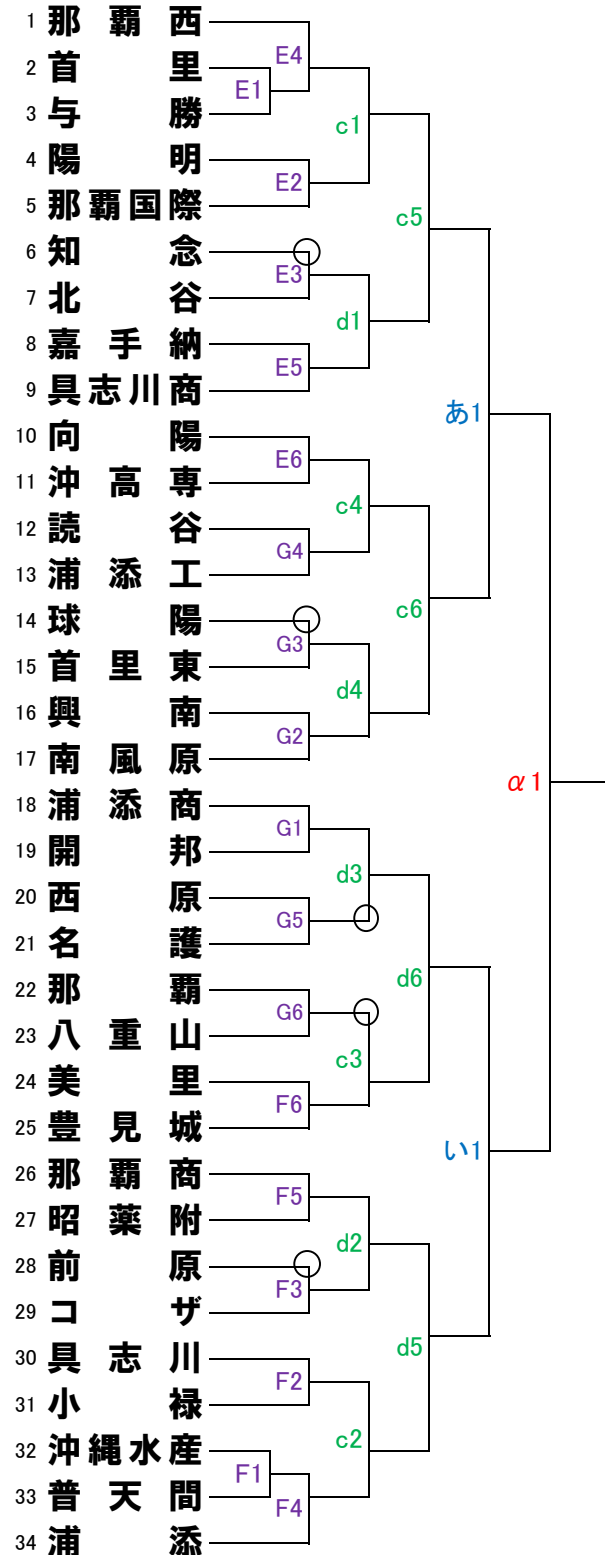 1 那覇西
2 首里
3 与勝
4 陽明
5 那覇国際
6 知念
7 北谷
8 嘉手納
9 具志川商
10 向陽
11 沖高専
12 読谷
13 浦添工
14 球陽
15 首里東
16 興南
17 南風原
18 浦添商
19 開邦
20 西原
21 名護
22 那覇
23 八重山
24 美里
25 豊見城
26 那覇商
27 昭薬附
28 前原
29 コザ
30 具志川
31 小禄
32 沖縄水産
33 普天間
34 浦添
E4
E1
E2
E3
E5
E6
G4
G3
G2
G1
G5
G6
F6
F5
F3
F2
F1
F4
c1
d1
c4
d4
d3
c3
d2
c2
c5
c6
d6
d5
あ1
い1
α1